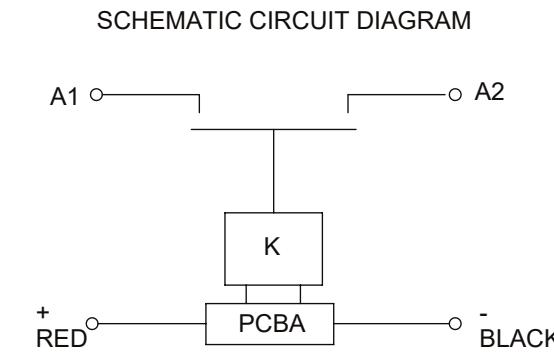 SCHEMATIC CIRCUIT DIAGRAM
A1
A2
K
+
RED
PCBA
-
BLACK